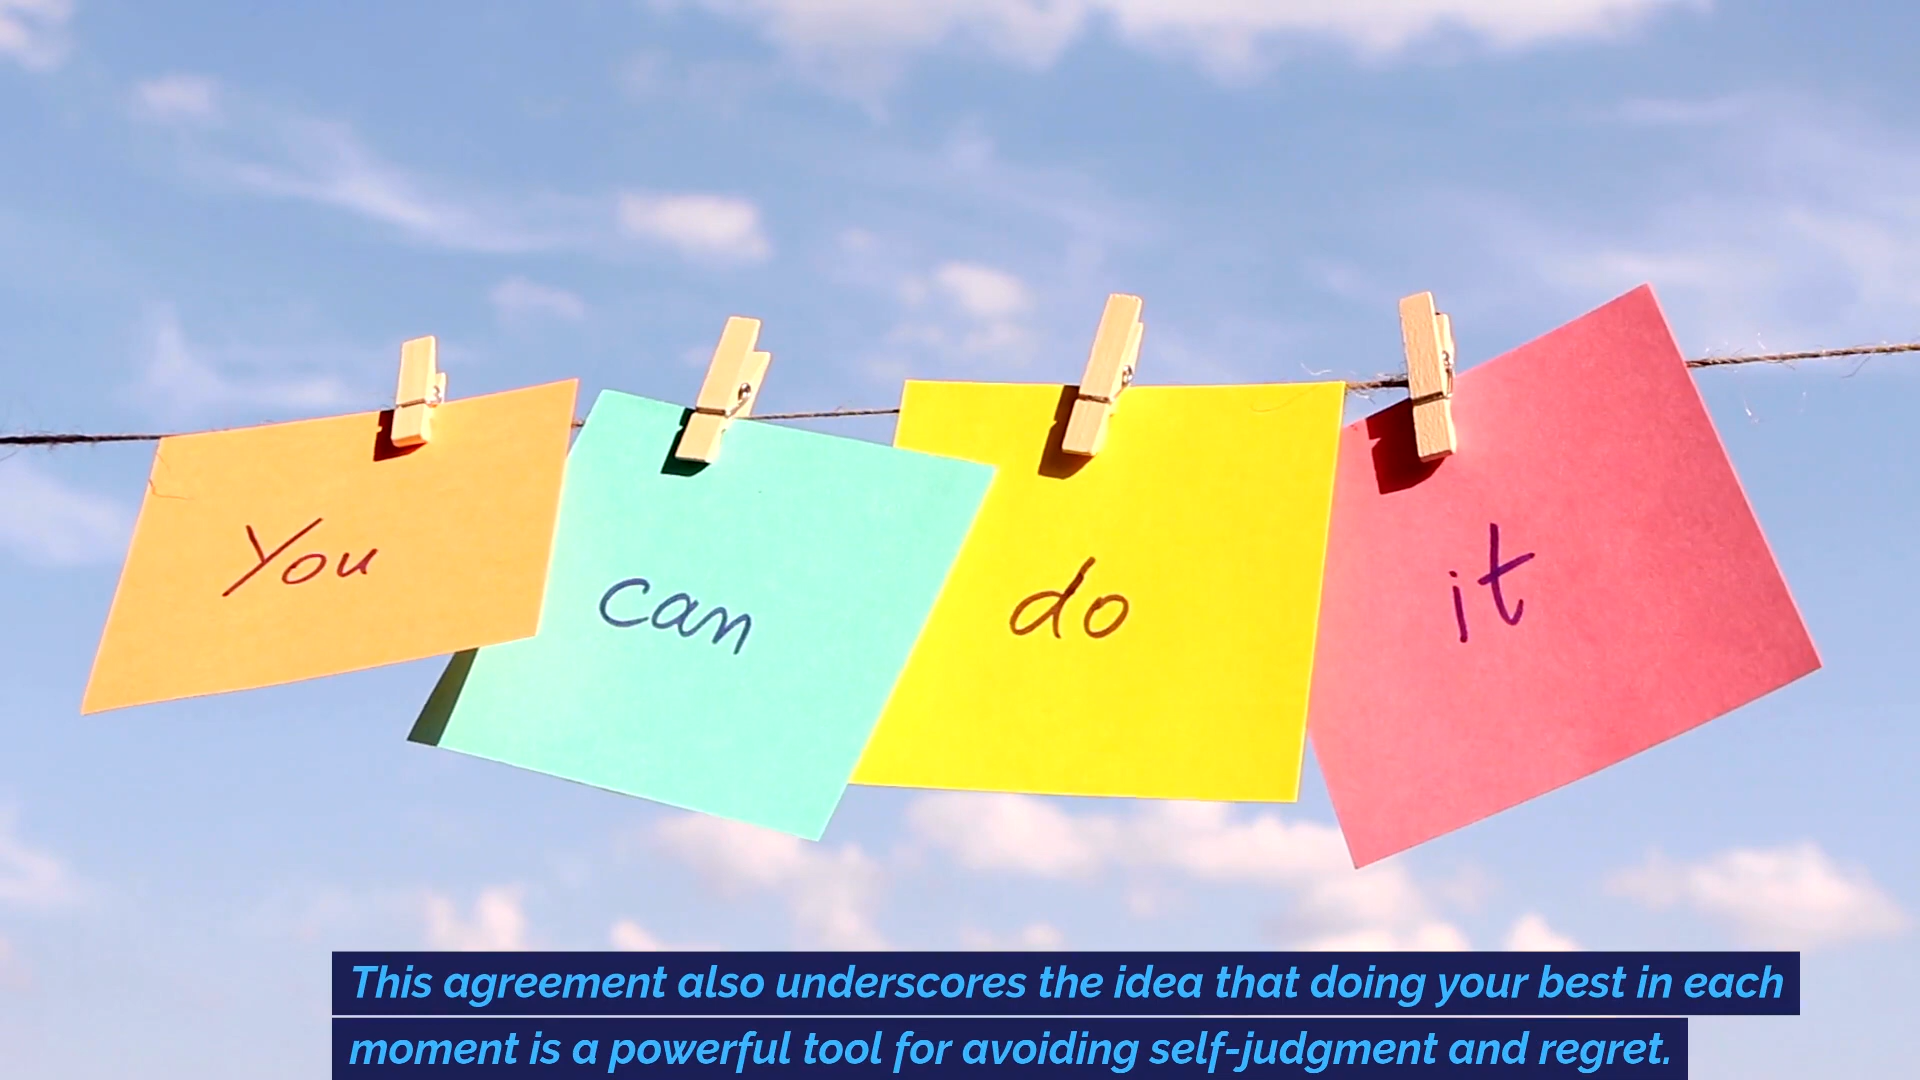 You can do it
This agreement also underscores the idea that doing your best in each
moment is a powerful tool for avoiding self-judgment and regret.